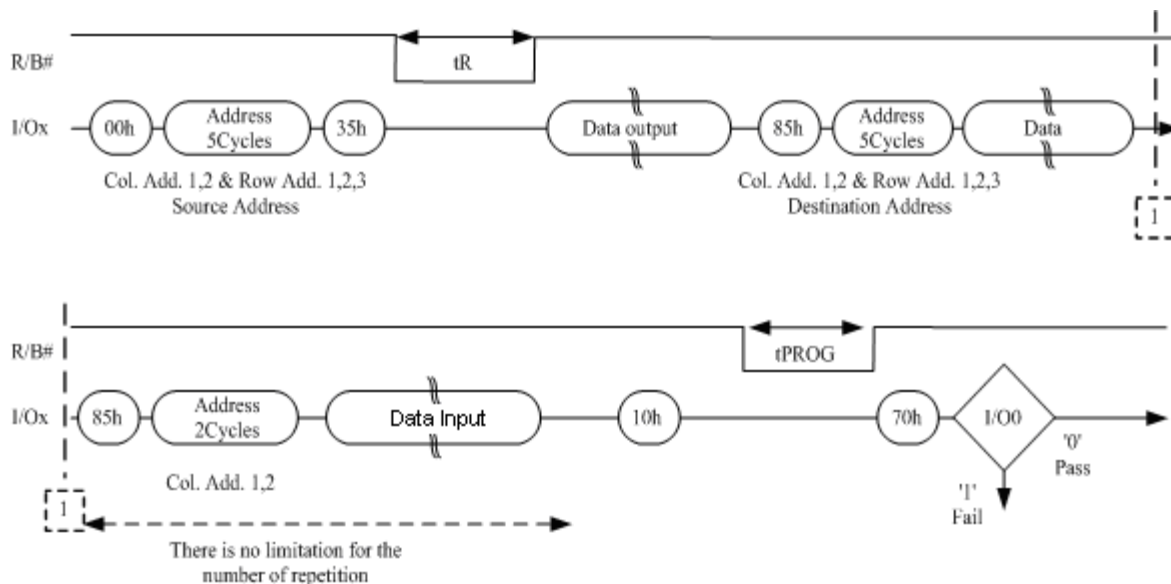 R/B#
tR
I/Ox
00h
Address
5Cycles
35h
Data output
85h
Address
5Cycles
Data
Col. Add. 1,2 & Row Add. 1,2,3
Source Address
Col. Add. 1,2 & Row Add. 1,2,3
Destination Address
1
R/B#
tPROG
I/Ox
85h
Address
2Cycles
Data Input
10h
70h
I/O0
'0'
Pass
'1'
Fail
Col. Add. 1,2
1
There is no limitation for the
number of repetition